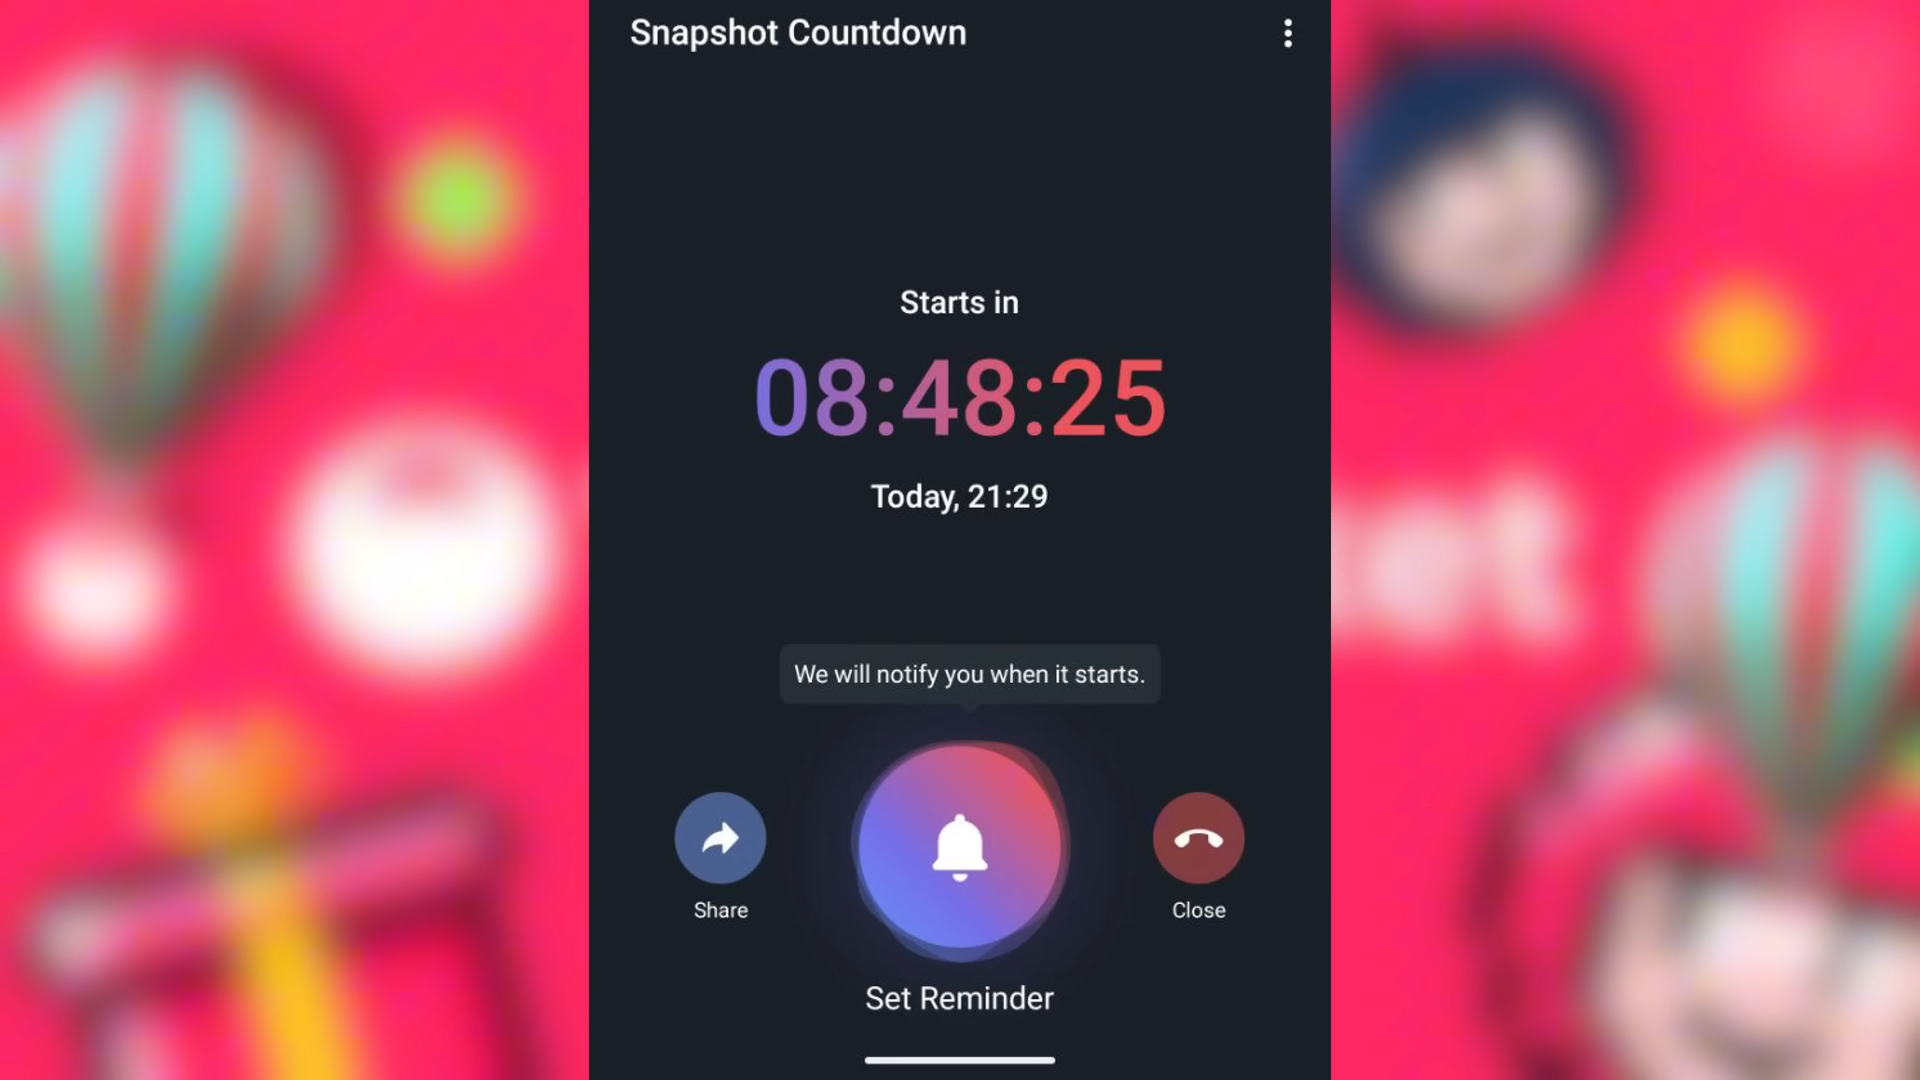 Snapshot Countdown
Starts in
08:48:25
Today, 21:29
We will notify you when it starts.
Share
Close
Set Reminder